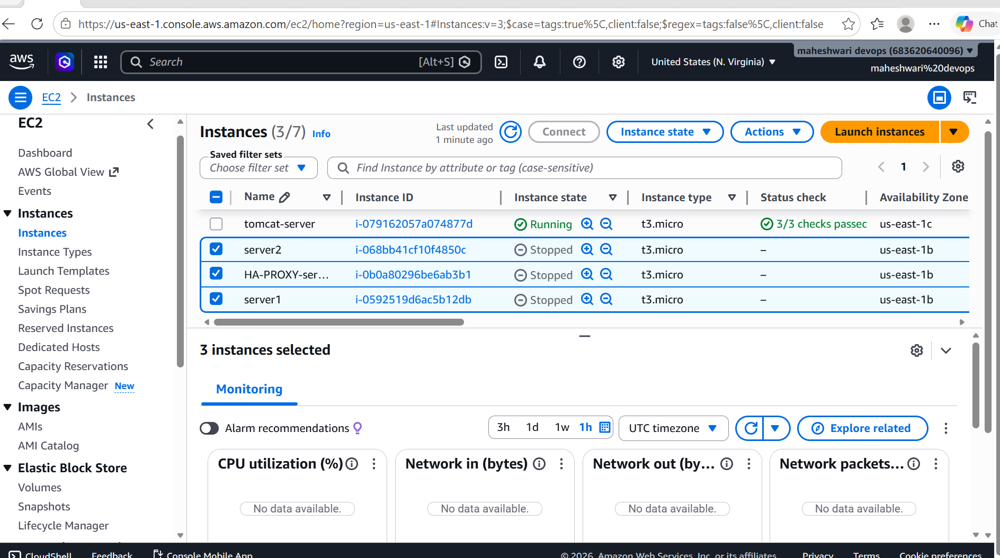 https://us-east-1.console.aws.amazon.com/ec2/home?region=us-east-1#Instances:v=3;$case=tags:true%5C,client:false;$regex=tags:false%5C,client:false
Chat
aws
Search
[Alt+S]
United States (N. Virginia)
maheshwari devops (683620640096)
maheshwari%20devops
EC2
Instances
EC2
Dashboard
AWS Global View
Events
Instances
Instances
Instance Types
Launch Templates
Spot Requests
Savings Plans
Reserved Instances
Dedicated Hosts
Capacity Reservations
Capacity Manager New
Images
AMIs
AMI Catalog
Elastic Block Store
Volumes
Snapshots
Lifecycle Manager
Instances (3/7) Info
Last updated
1 minute ago
Connect
Instance state
Actions
Launch instances
Saved filter sets
Choose filter set
Find Instance by attribute or tag (case-sensitive)
1
Name Instance ID Instance state Instance type Status check Availability Zone
tomcat-server i-079162057a074877d Running t3.micro 3/3 checks passed us-east-1c
server2 i-068bb41cf10f4850c Stopped t3.micro – us-east-1b
HA-PROXY-ser... i-0b0a80296be6ab3b1 Stopped t3.micro – us-east-1b
server1 i-0592519d6ac5b12db Stopped t3.micro – us-east-1b
3 instances selected
Monitoring
Alarm recommendations
3h 1d 1w 1h
UTC timezone
Explore related
CPU utilization (%)
No data available.
Network in (bytes)
No data available.
Network out (by...
No data available.
Network packets...
No data available.
CloudShell Feedback Console Mobile App
© 2026, Amazon Web Services, Inc. or its affiliates. Privacy Terms Cookie preferences